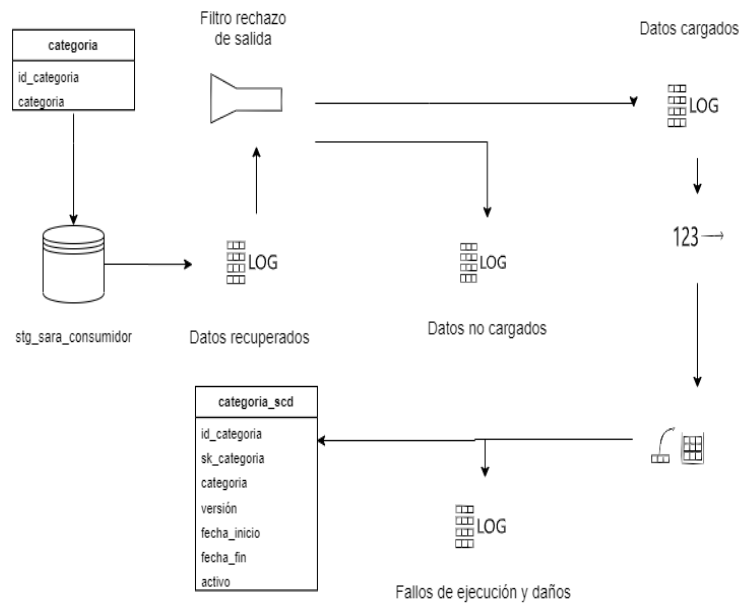 categoria
id_categoria
categoria
Filtro rechazo
de salida
Datos cargados
LOG
123
LOG
LOG
stg_sara_consumidor
Datos recuperados
Datos no cargados
categoria_scd
id_categoria
sk_categoria
categoria
versión
fecha_inicio
fecha_fin
activo
LOG
Fallos de ejecución y daños